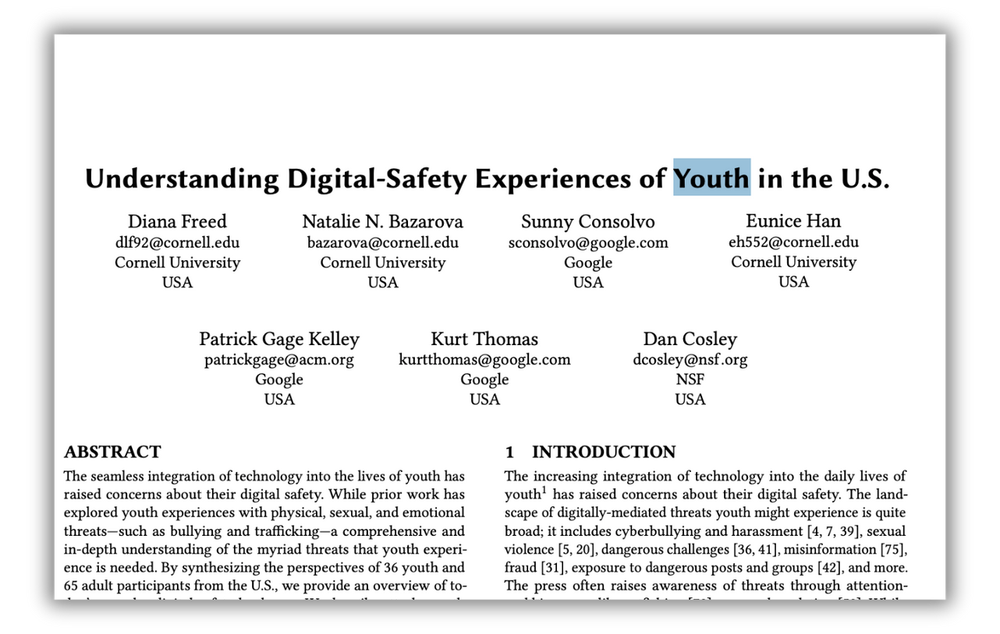 Understanding Digital-Safety Experiences of Youth in the U.S.
Diana Freed
dlf92@cornell.edu
Cornell University
USA
Natalie N. Bazarova
bazarova@cornell.edu
Cornell University
USA
Sunny Consolvo
sconsolvo@google.com
Google
USA
Eunice Han
eh552@cornell.edu
Cornell University
USA
Patrick Gage Kelley
patrickgage@acm.org
Google
USA
Kurt Thomas
kurtthomas@google.com
Google
USA
Dan Cosley
dcosley@nsf.org
NSF
USA
ABSTRACT
The seamless integration of technology into the lives of youth has
raised concerns about their digital safety. While prior work has
explored youth experiences with physical, sexual, and emotional
threats—such as bullying and trafficking—a comprehensive and
in-depth understanding of the myriad threats that youth experi-
ence is needed. By synthesizing the perspectives of 36 youth and
65 adult participants from the U.S., we provide an overview of to-
1 INTRODUCTION
The increasing integration of technology into the daily lives of
youth¹ has raised concerns about their digital safety. The land-
scape of digitally-mediated threats youth might experience is quite
broad; it includes cyberbullying and harassment [4, 7, 39], sexual
violence [5, 20], dangerous challenges [36, 41], misinformation [75],
fraud [31], exposure to dangerous posts and groups [42], and more.
The press often raises awareness of threats through attention-